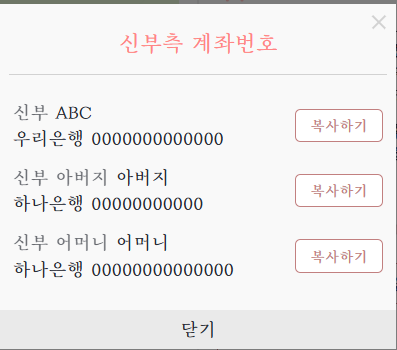 신부측 계좌번호
신부 ABC
우리은행 0000000000000
복사하기
신부 아버지 아버지
하나은행 00000000000
복사하기
신부 어머니 어머니
하나은행 00000000000000
복사하기
닫기